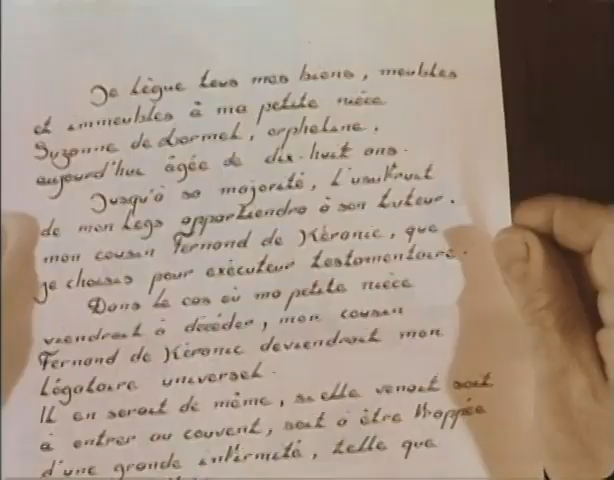 Je lègue tous mes biens, meubles
et immeubles à ma petite nièce
Suzanne de Lormel, orpheline,
aujourd'hui âgée de dix-huit ans.
Jusqu'à sa majorité, l'usufruit
de mon legs appartiendra à son tuteur,
mon cousin Fernand de Kéronic, que
je choisis pour exécuteur testamentaire.
Dans le cas où ma petite nièce
viendrait à décéder, mon cousin
Fernand de Kéronic deviendrait mon
légataire universel.
Il en serait de même, si elle venait soit
à entrer au couvent, soit à être frappée
d'une grande infirmité, telle que